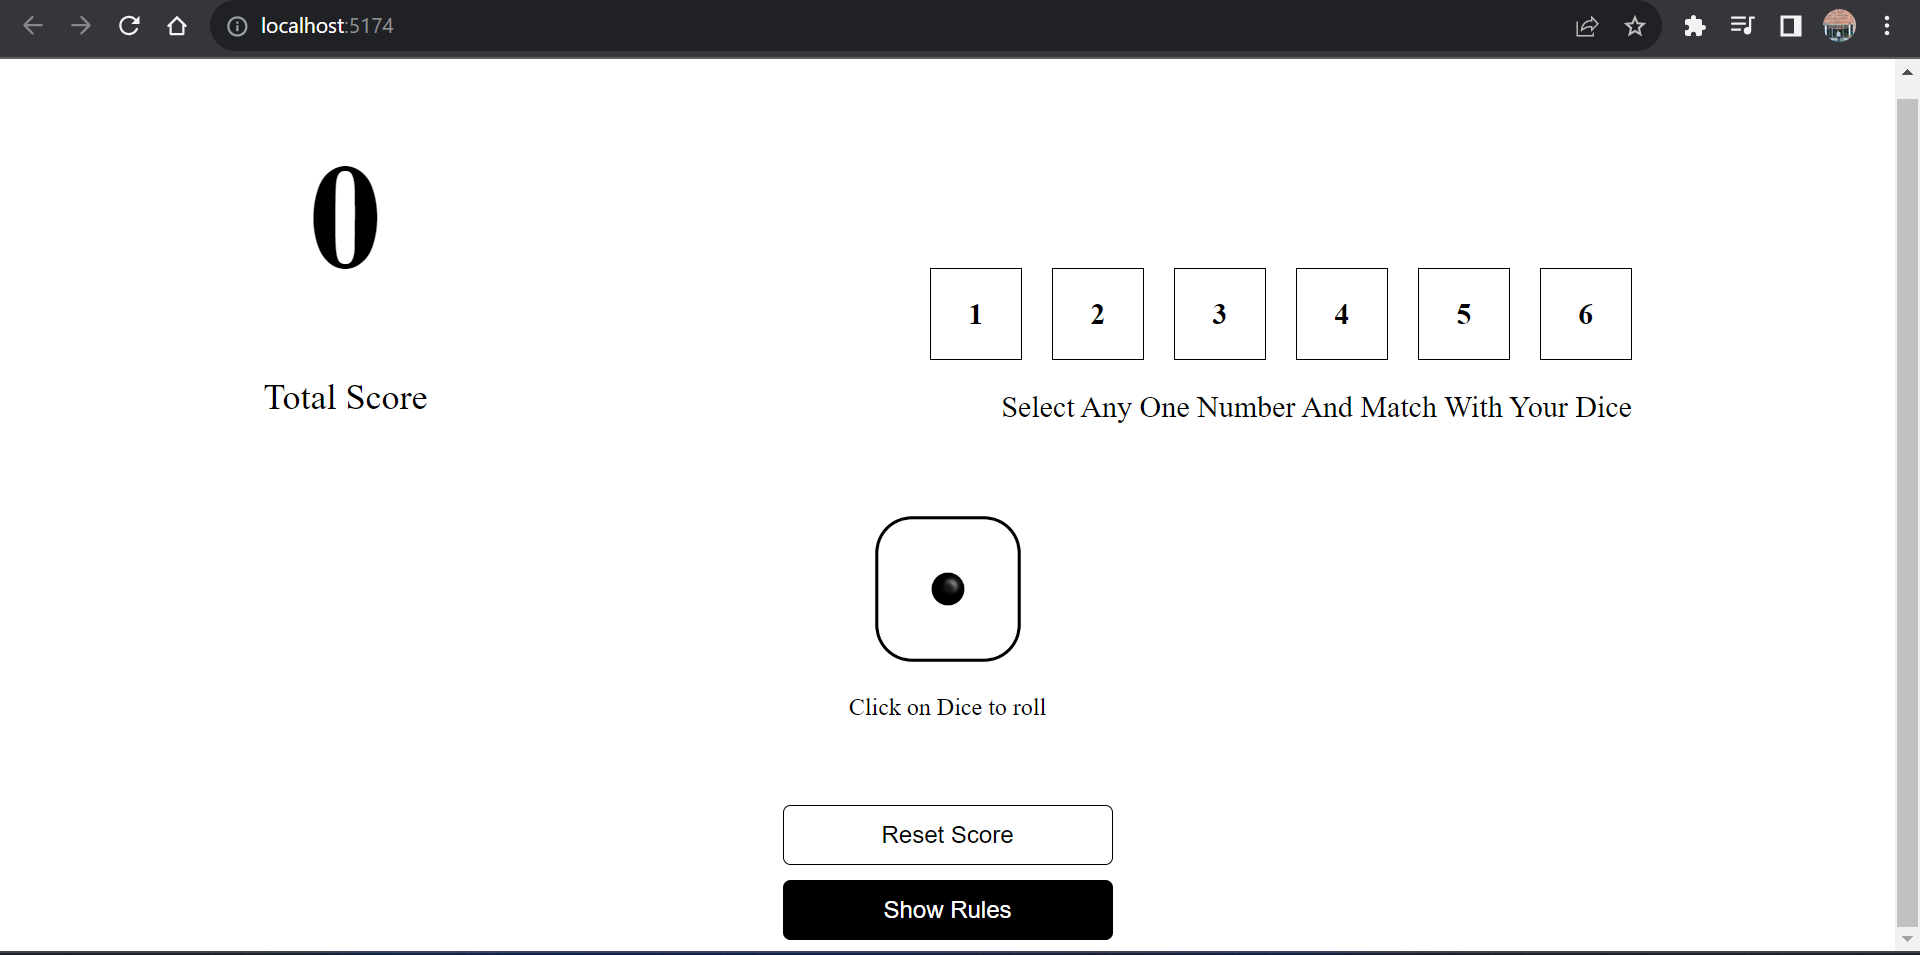 localhost:5174
0
Total Score
1 2 3 4 5 6
Select Any One Number And Match With Your Dice
Click on Dice to roll
Reset Score
Show Rules